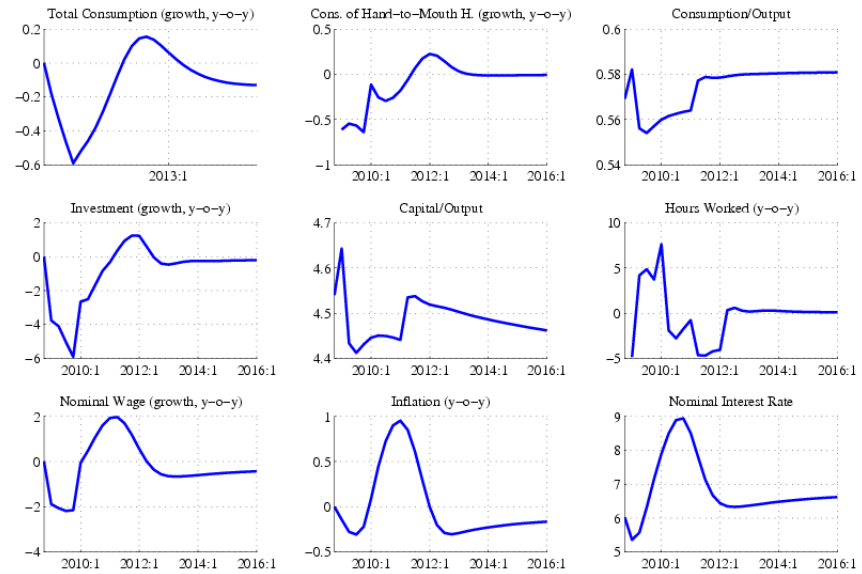 Total Consumption (growth, y−o−y)
0.2
0
−0.2
−0.4
−0.6
2013:1
Cons. of Hand−to−Mouth H. (growth, y−o−y)
0.5
0
−0.5
−1
2010:1 2012:1 2014:1 2016:1
Consumption/Output
0.6
0.58
0.56
0.54
2010:1 2012:1 2014:1 2016:1
Investment (growth, y−o−y)
2
0
−2
−4
−6
2010:1 2012:1 2014:1 2016:1
Capital/Output
4.7
4.6
4.5
4.4
2010:1 2012:1 2014:1 2016:1
Hours Worked (y−o−y)
10
5
0
−5
2010:1 2012:1 2014:1 2016:1
Nominal Wage (growth, y−o−y)
2
0
−2
−4
2010:1 2012:1 2014:1 2016:1
Inflation (y−o−y)
1
0.5
0
−0.5
2010:1 2012:1 2014:1 2016:1
Nominal Interest Rate
9
8
7
6
5
2010:1 2012:1 2014:1 2016:1